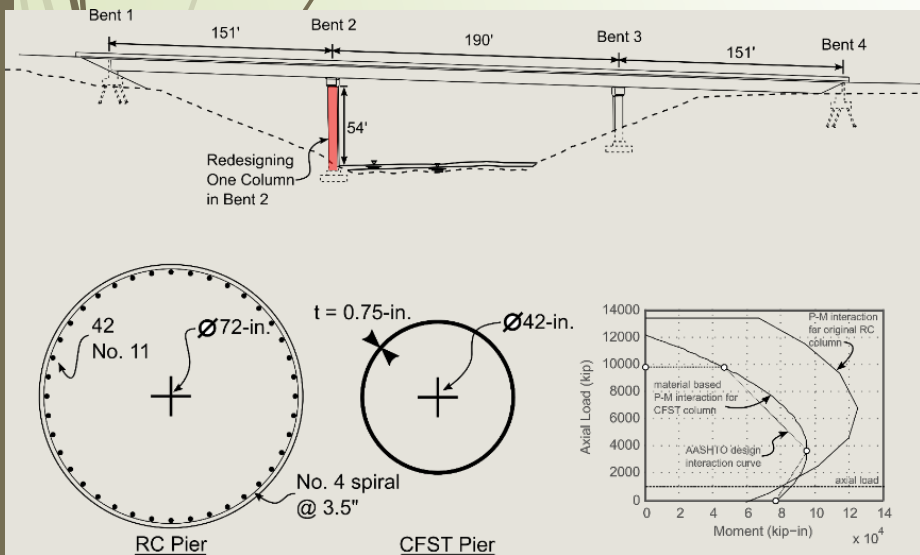 Bent 1
151'
Bent 2
190'
Bent 3
151'
Bent 4
54'
Redesigning
One Column
in Bent 2
42
No. 11
Ø72-in.
No. 4 spiral
@ 3.5"
RC Pier
t = 0.75-in.
Ø42-in.
CFST Pier
Axial Load (kip)
14000
12000
10000
8000
6000
4000
2000
0
P-M interaction
for original RC
column
material based
P-M interaction for
CFST column
AASHTO design
interaction curve
axial load
0 2 4 6 8 10 12 14
Moment (kip-in)
x 10⁴